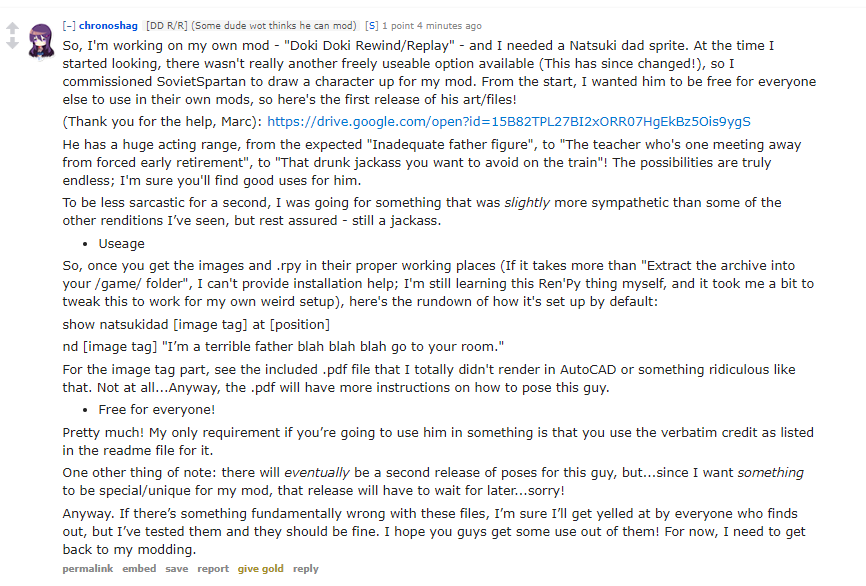 [–] chronoshag [DD R/R] (Some dude wot thinks he can mod) [S] 1 point 4 minutes ago
So, I'm working on my own mod - "Doki Doki Rewind/Replay" - and I needed a Natsuki dad sprite. At the time I
started looking, there wasn't really another freely useable option available (This has since changed!), so I
commissioned SovietSpartan to draw a character up for my mod. From the start, I wanted him to be free for everyone
else to use in their own mods, so here's the first release of his art/files!
(Thank you for the help, Marc): https://drive.google.com/open?id=15B82TPL27BI2xORR07HgEkBz5Ois9ygS
He has a huge acting range, from the expected "Inadequate father figure", to "The teacher who's one meeting away
from forced early retirement", to "That drunk jackass you want to avoid on the train"! The possibilities are truly
endless; I'm sure you'll find good uses for him.
To be less sarcastic for a second, I was going for something that was slightly more sympathetic than some of the
other renditions I've seen, but rest assured - still a jackass.
• Useage
So, once you get the images and .rpy in their proper working places (If it takes more than "Extract the archive into
your /game/ folder", I can't provide installation help; I'm still learning this Ren'Py thing myself, and it took me a bit to
tweak this to work for my own weird setup), here's the rundown of how it's set up by default:
show natsukidad [image tag] at [position]
nd [image tag] "I'm a terrible father blah blah blah go to your room."
For the image tag part, see the included .pdf file that I totally didn't render in AutoCAD or something ridiculous like
that. Not at all...Anyway, the .pdf will have more instructions on how to pose this guy.
• Free for everyone!
Pretty much! My only requirement if you're going to use him in something is that you use the verbatim credit as listed
in the readme file for it.
One other thing of note: there will eventually be a second release of poses for this guy, but...since I want something
to be special/unique for my mod, that release will have to wait for later...sorry!
Anyway. If there's something fundamentally wrong with these files, I'm sure I'll get yelled at by everyone who finds
out, but I've tested them and they should be fine. I hope you guys get some use out of them! For now, I need to get
back to my modding.
permalink embed save report give gold reply